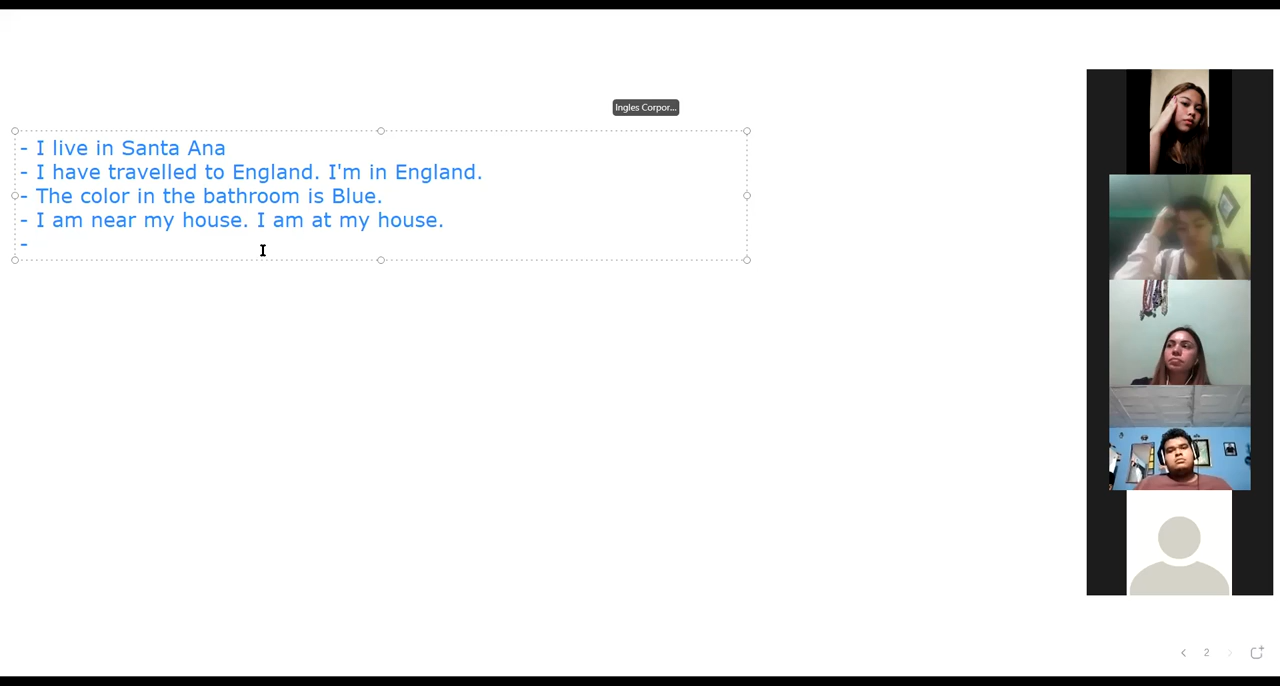 Ingles Corpor...
- I live in Santa Ana
- I have travelled to England. I'm in England.
- The color in the bathroom is Blue.
- I am near my house. I am at my house.
-
2